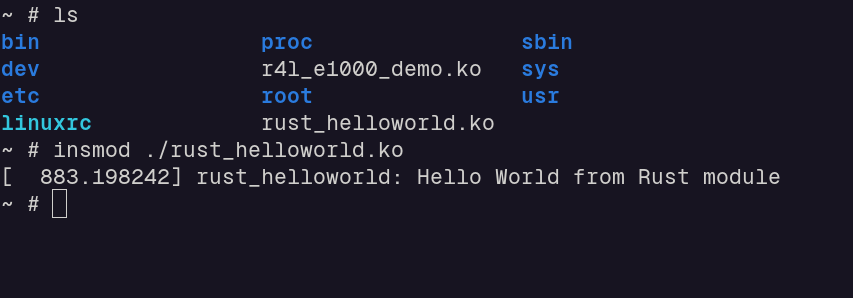 ~ # ls
bin                 proc                sbin
dev                 r4l_e1000_demo.ko   sys
etc                 root                usr
linuxrc             rust_helloworld.ko
~ # insmod ./rust_helloworld.ko
[  883.198242] rust_helloworld: Hello World from Rust module
~ #